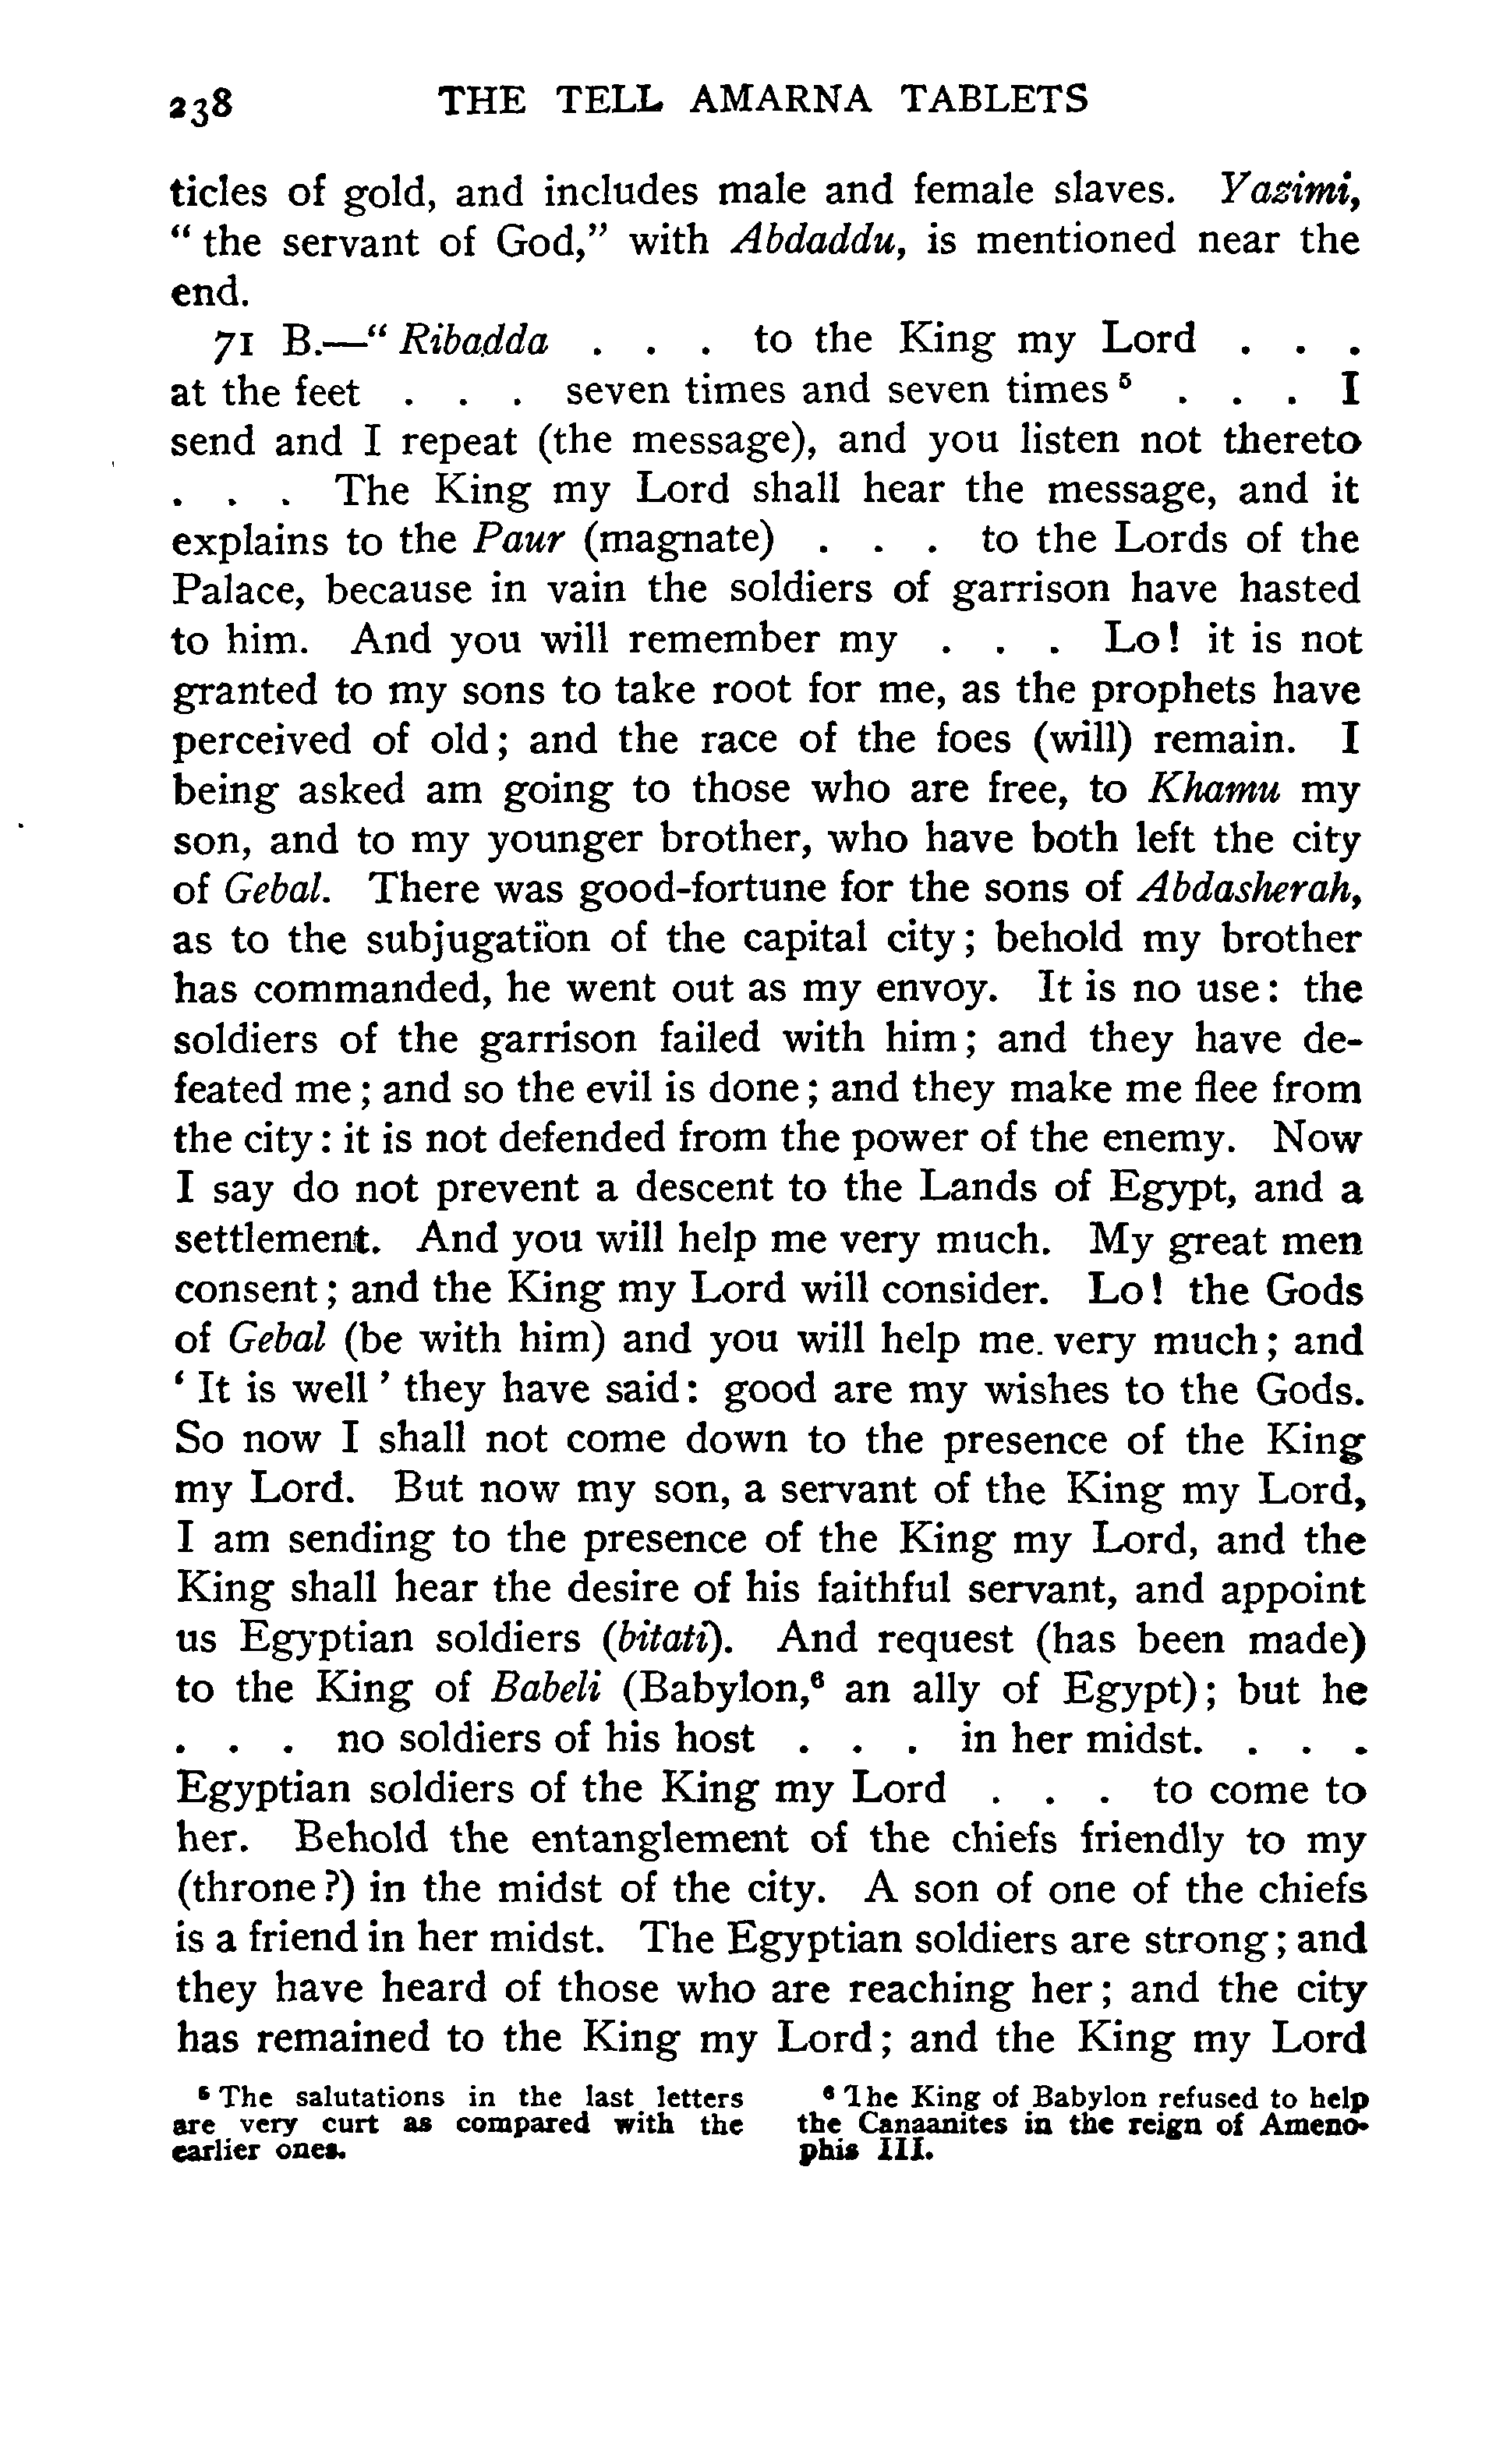 238 THE TELL AMARNA TABLETS
ticles of gold, and includes male and female slaves. Yazimi,
“ the servant of God,” with Abdaddu, is mentioned near the
end.
71 B.—“ Ribadda . . . to the King my Lord . . .
at the feet . . . seven times and seven times⁵ . . . I
send and I repeat (the message), and you listen not thereto
. . . The King my Lord shall hear the message, and it
explains to the Paur (magnate) . . . to the Lords of the
Palace, because in vain the soldiers of garrison have hasted
to him. And you will remember my . . . Lo! it is not
granted to my sons to take root for me, as the prophets have
perceived of old; and the race of the foes (will) remain. I
being asked am going to those who are free, to Khamu my
son, and to my younger brother, who have both left the city
of Gebal. There was good-fortune for the sons of Abdasherah,
as to the subjugation of the capital city; behold my brother
has commanded, he went out as my envoy. It is no use: the
soldiers of the garrison failed with him; and they have de-
feated me; and so the evil is done; and they make me flee from
the city: it is not defended from the power of the enemy. Now
I say do not prevent a descent to the Lands of Egypt, and a
settlement. And you will help me very much. My great men
consent; and the King my Lord will consider. Lo! the Gods
of Gebal (be with him) and you will help me very much; and
‘ It is well ’ they have said: good are my wishes to the Gods.
So now I shall not come down to the presence of the King
my Lord. But now my son, a servant of the King my Lord,
I am sending to the presence of the King my Lord, and the
King shall hear the desire of his faithful servant, and appoint
us Egyptian soldiers (bitati). And request (has been made)
to the King of Babeli (Babylon,⁶ an ally of Egypt); but he
. . . no soldiers of his host . . . in her midst. . . .
Egyptian soldiers of the King my Lord . . . to come to
her. Behold the entanglement of the chiefs friendly to my
(throne?) in the midst of the city. A son of one of the chiefs
is a friend in her midst. The Egyptian soldiers are strong; and
they have heard of those who are reaching her; and the city
has remained to the King my Lord; and the King my Lord
⁵ The salutations in the last letters
are very curt as compared with the
earlier ones.
⁶ The King of Babylon refused to help
the Canaanites in the reign of Ameno-
phis III.